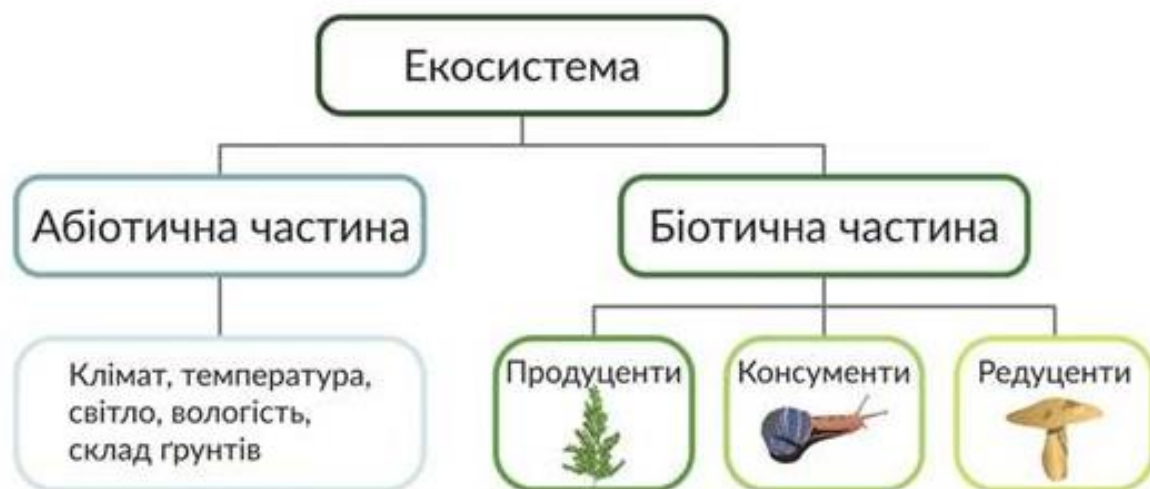 Екосистема
Абіотична частина
Біотична частина
Клімат, температура,
світло, вологість,
склад ґрунтів
Продуценти
Консументи
Редуценти